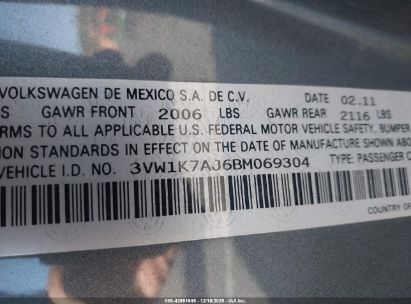 VOLKSWAGEN DE MEXICO S.A. DE C.V. DATE 02.11
S GAWR FRONT 2006 LBS GAWR REAR 2116 LBS
RMS TO ALL APPLICABLE U.S. FEDERAL MOTOR VEHICLE SAFETY, BUMPER
ION STANDARDS IN EFFECT ON THE DATE OF MANUFACTURE SHOWN ABO
VEHICLE I.D. NO. 3VW1K7AJ6BM069304 TYPE: PASSENGER C
COUNTRY OF